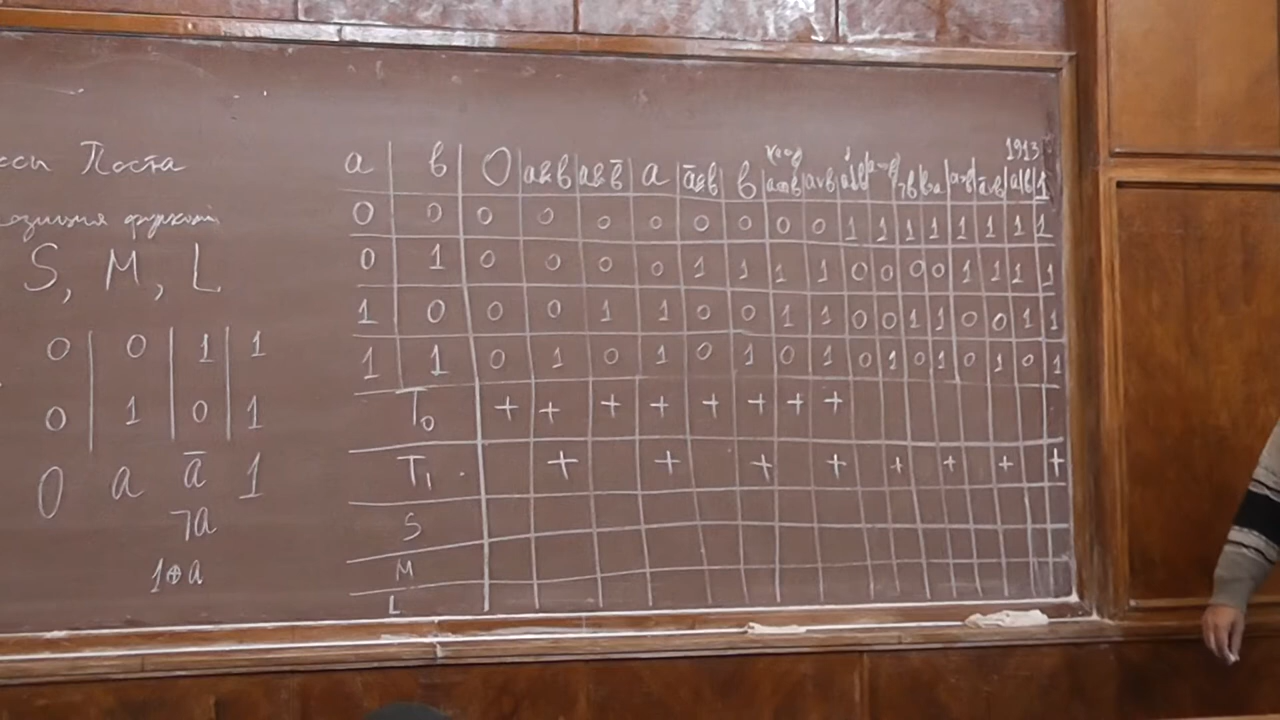 Поста
S, M, L
0 | 0 | 1 | 1
0 | 1 | 0 | 1
0 a ā 1
¬a
1⊕a
1913
a | b | 0 | a&b | a&b̄ | a | ā&b | b | a⊕b | a∨b | a↓b | ¬b | b→a | a→b | a|b | 1
0 | 0 | 0 | 0 | 0 | 0 | 0 | 0 | 0 | 0 | 1 | 1 | 1 | 1 | 1 | 1 | 1 | 1
0 | 1 | 0 | 0 | 0 | 0 | 1 | 1 | 1 | 1 | 0 | 0 | 0 | 0 | 1 | 1 | 1 | 1
1 | 0 | 0 | 0 | 1 | 1 | 0 | 0 | 1 | 1 | 0 | 0 | 1 | 1 | 0 | 0 | 1 | 1
1 | 1 | 0 | 1 | 0 | 1 | 0 | 1 | 0 | 1 | 0 | 1 | 0 | 1 | 0 | 1 | 0 | 1
T₀ + + + + + + + +
T₁ + + + + + + + +
S
M
L